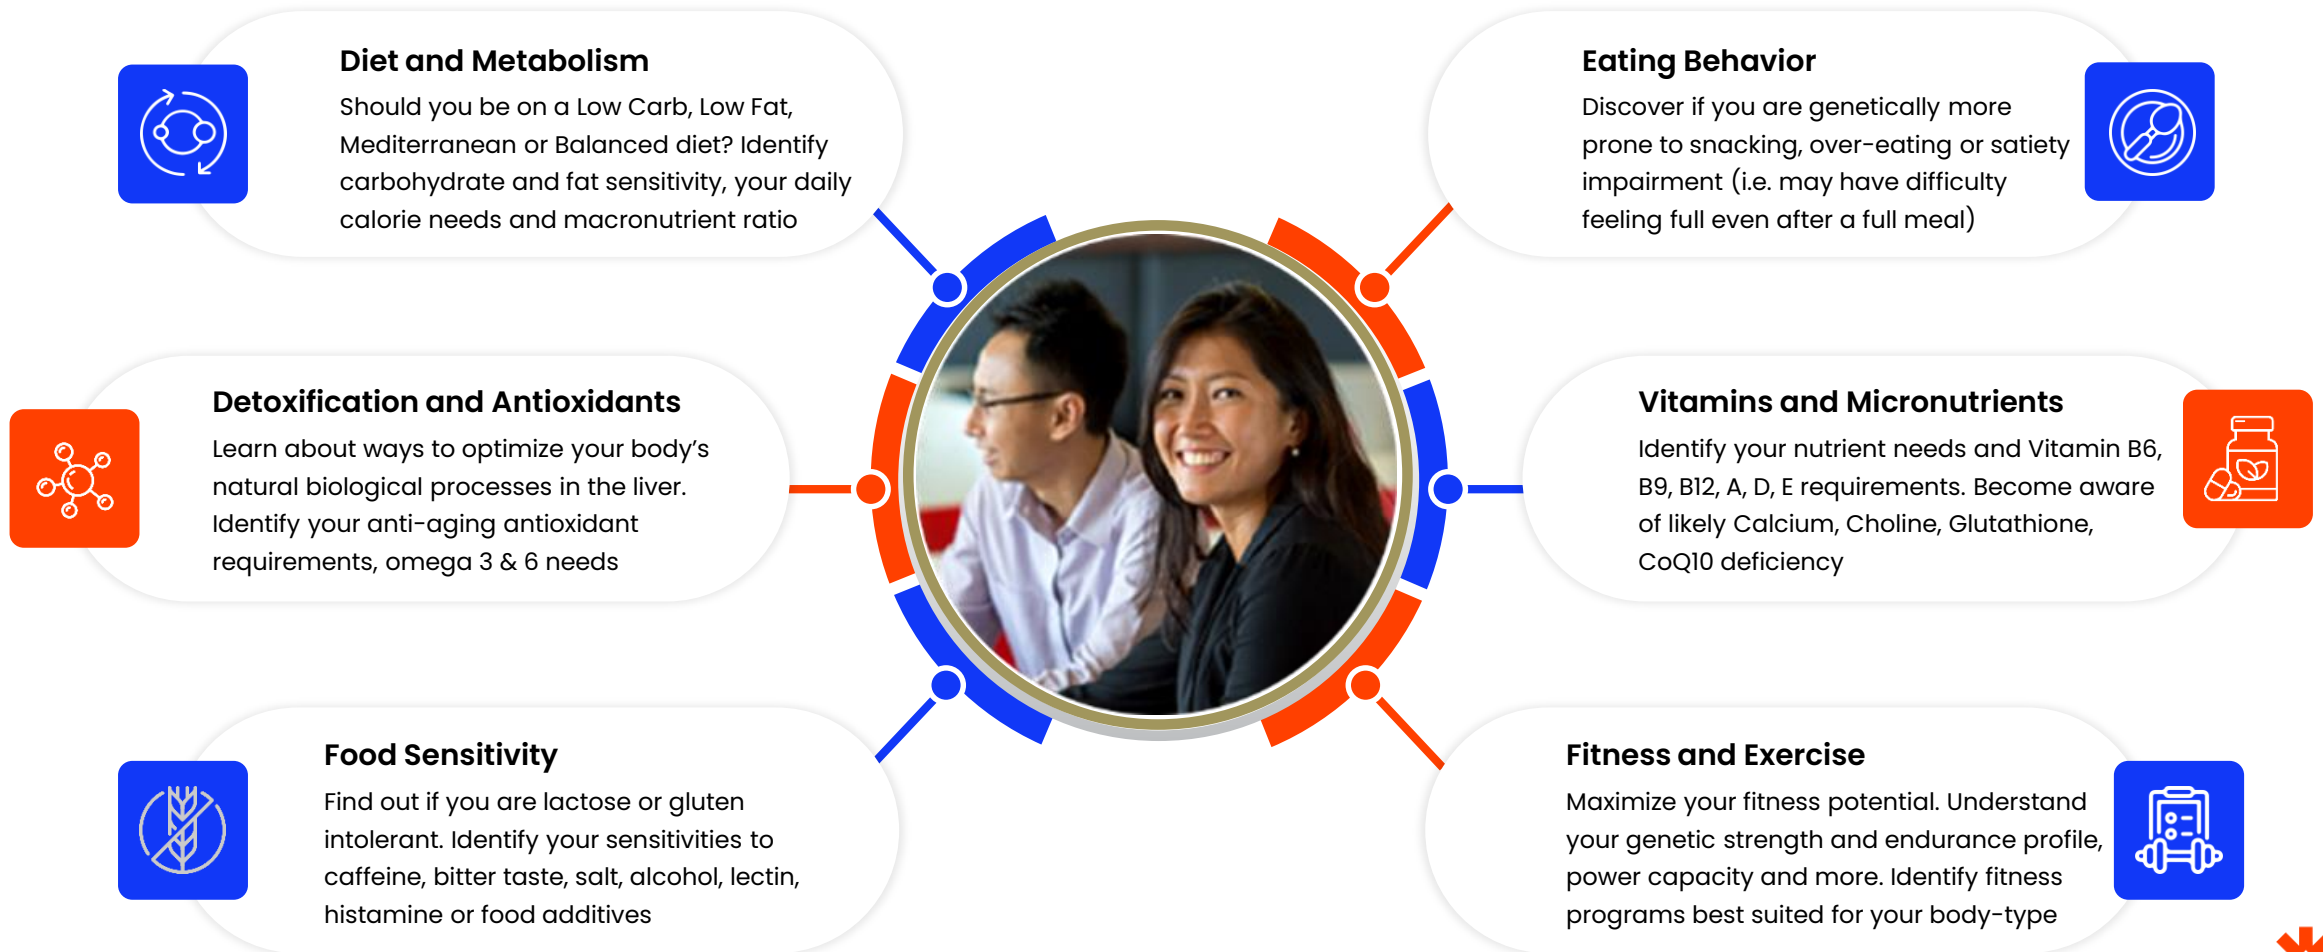 Diet and Metabolism
Should you be on a Low Carb, Low Fat,
Mediterranean or Balanced diet? Identify
carbohydrate and fat sensitivity, your daily
calorie needs and macronutrient ratio
Eating Behavior
Discover if you are genetically more
prone to snacking, over-eating or satiety
impairment (i.e. may have difficulty
feeling full even after a full meal)
Detoxification and Antioxidants
Learn about ways to optimize your body’s
natural biological processes in the liver.
Identify your anti-aging antioxidant
requirements, omega 3 & 6 needs
Vitamins and Micronutrients
Identify your nutrient needs and Vitamin B6,
B9, B12, A, D, E requirements. Become aware
of likely Calcium, Choline, Glutathione,
CoQ10 deficiency
Food Sensitivity
Find out if you are lactose or gluten
intolerant. Identify your sensitivities to
caffeine, bitter taste, salt, alcohol, lectin,
histamine or food additives
Fitness and Exercise
Maximize your fitness potential. Understand
your genetic strength and endurance profile,
power capacity and more. Identify fitness
programs best suited for your body-type